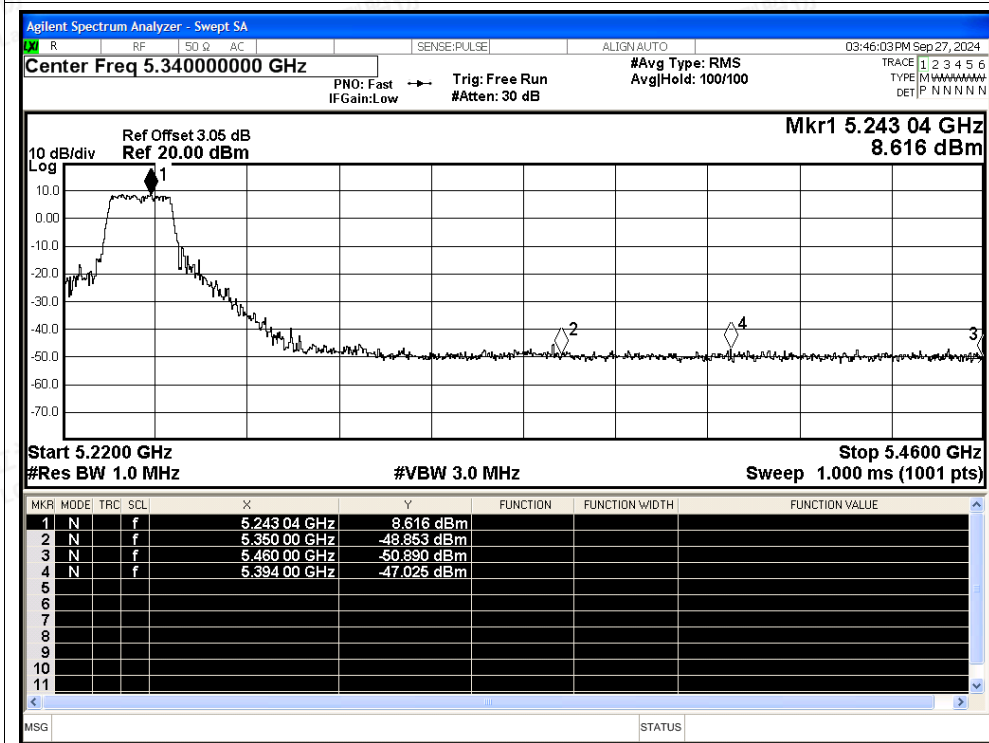 Agilent Spectrum Analyzer - Swept SA
LXI R RF 50 Ω AC SENSE:PULSE ALIGN AUTO 03:46:03 PM Sep 27, 2024
Center Freq 5.340000000 GHz
PNO: Fast
IFGain:Low
Trig: Free Run
#Atten: 30 dB
#Avg Type: RMS
Avg|Hold: 100/100
TRACE 1 2 3 4 5 6
TYPE M
DET P N N N N N
Mkr1 5.243 04 GHz
8.616 dBm
Ref Offset 3.05 dB
10 dB/div Ref 20.00 dBm
Log
1
10.0
0.00
-10.0
-20.0
-30.0
-40.0
2
4
3
-50.0
-60.0
-70.0
Start 5.2200 GHz Stop 5.4600 GHz
#Res BW 1.0 MHz #VBW 3.0 MHz Sweep 1.000 ms (1001 pts)
MKR MODE TRC SCL X Y FUNCTION FUNCTION WIDTH FUNCTION VALUE
1 N f 5.243 04 GHz 8.616 dBm
2 N f 5.350 00 GHz -48.853 dBm
3 N f 5.460 00 GHz -50.890 dBm
4 N f 5.394 00 GHz -47.025 dBm
5
6
7
8
9
10
11
MSG STATUS